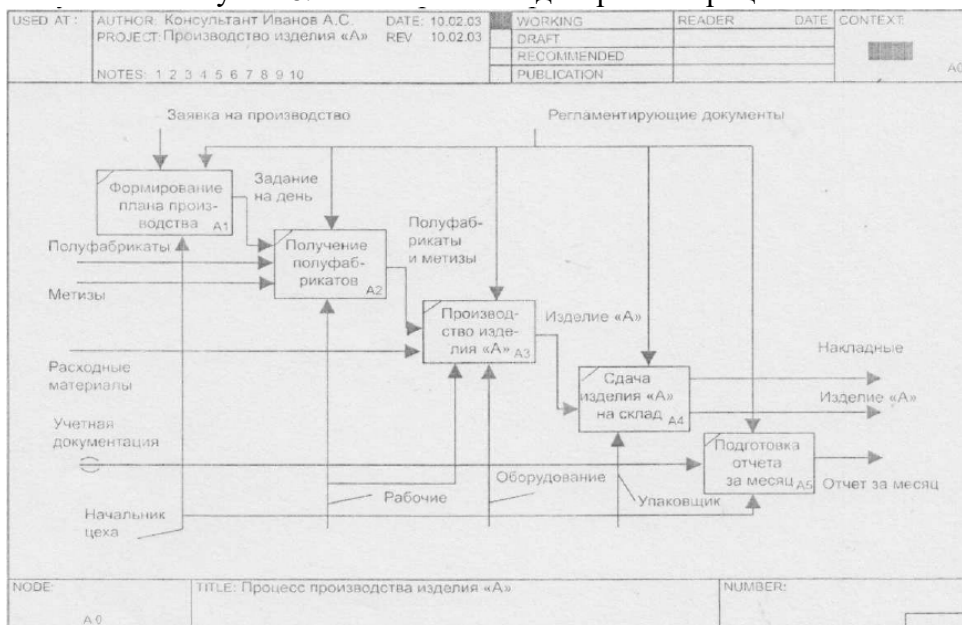 USED AT:
AUTHOR: Консультант Иванов А.С.
DATE: 10.02.03
PROJECT: Производство изделия «А»
REV 10.02.03
NOTES: 1 2 3 4 5 6 7 8 9 10
WORKING
DRAFT
RECOMMENDED
PUBLICATION
READER
DATE
CONTEXT:
Заявка на производство
Регламентирующие документы
Формирование
плана произ-
водства
A1
Задание
на день
Полуфабрикаты
Метизы
Получение
полуфаб-
рикатов
A2
Полуфаб-
рикаты
и метизы
Производ-
ство изде-
лия «А»
A3
Изделие «А»
Расходные
материалы
Сдача
изделия «А»
на склад
A4
Накладные
Изделие «А»
Учетная
документация
Подготовка
отчета
за месяц
A5
Отчет за месяц
Рабочие
Оборудование
Упаковщик
Начальник
цеха
NODE:
A0
TITLE: Процесс производства изделия «А»
NUMBER: